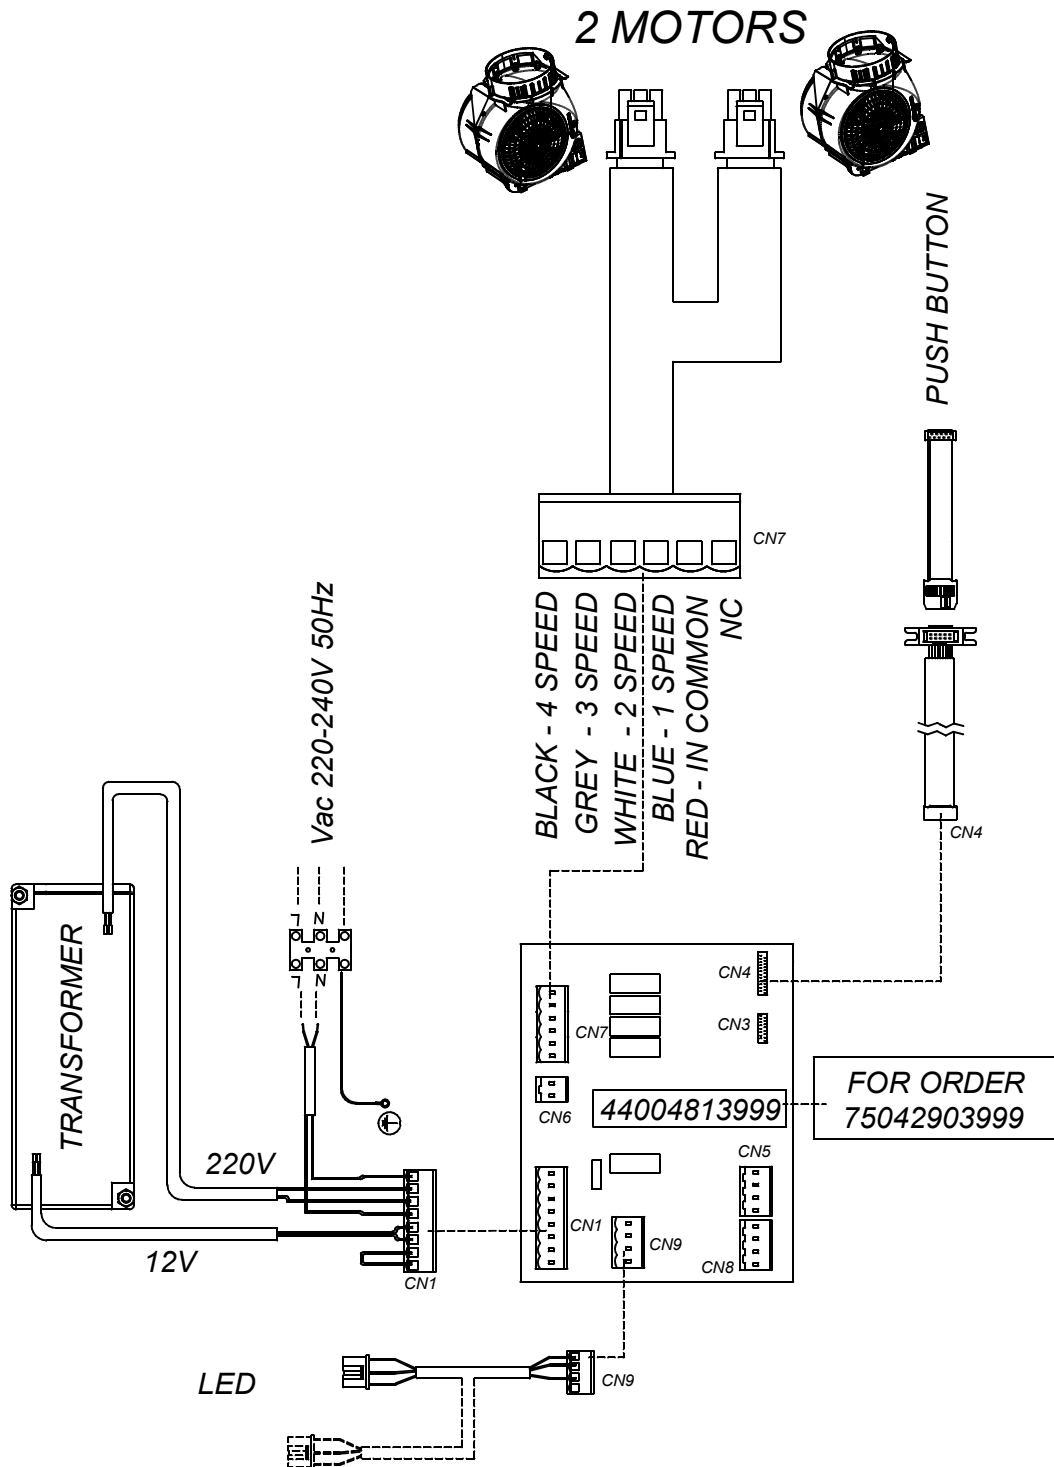 2 MOTORS
PUSH BUTTON
CN7
BLACK - 4 SPEED
GREY - 3 SPEED
WHITE - 2 SPEED
BLUE - 1 SPEED
RED - IN COMMON
NC
Vac 220-240V 50Hz
CN4
L N
L N
TRANSFORMER
220V
12V
CN1
CN4
CN3
CN7
CN6
44004813999
FOR ORDER
75042903999
CN5
CN1
CN9
CN8
LED
CN9